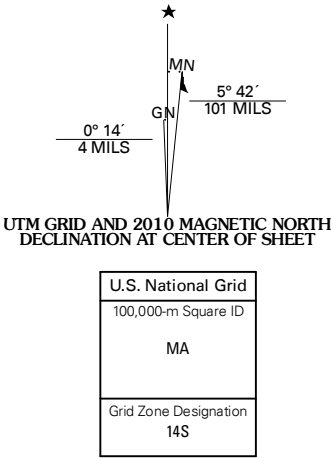 MN
GN
5° 42´
101 MILS
0° 14´
4 MILS
UTM GRID AND 2010 MAGNETIC NORTH
DECLINATION AT CENTER OF SHEET
U.S. National Grid
100,000-m Square ID
MA
Grid Zone Designation
14S